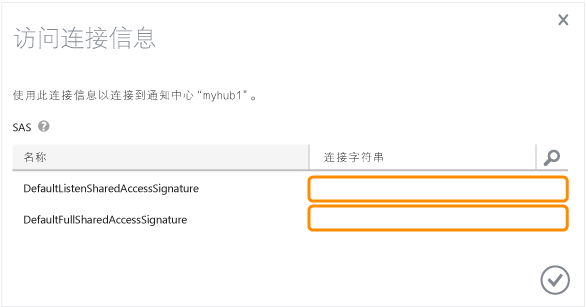 访问连接信息
使用此连接信息以连接到通知中心 "myhub1"。
SAS ?
名称 连接字符串
DefaultListenSharedAccessSignature
DefaultFullSharedAccessSignature